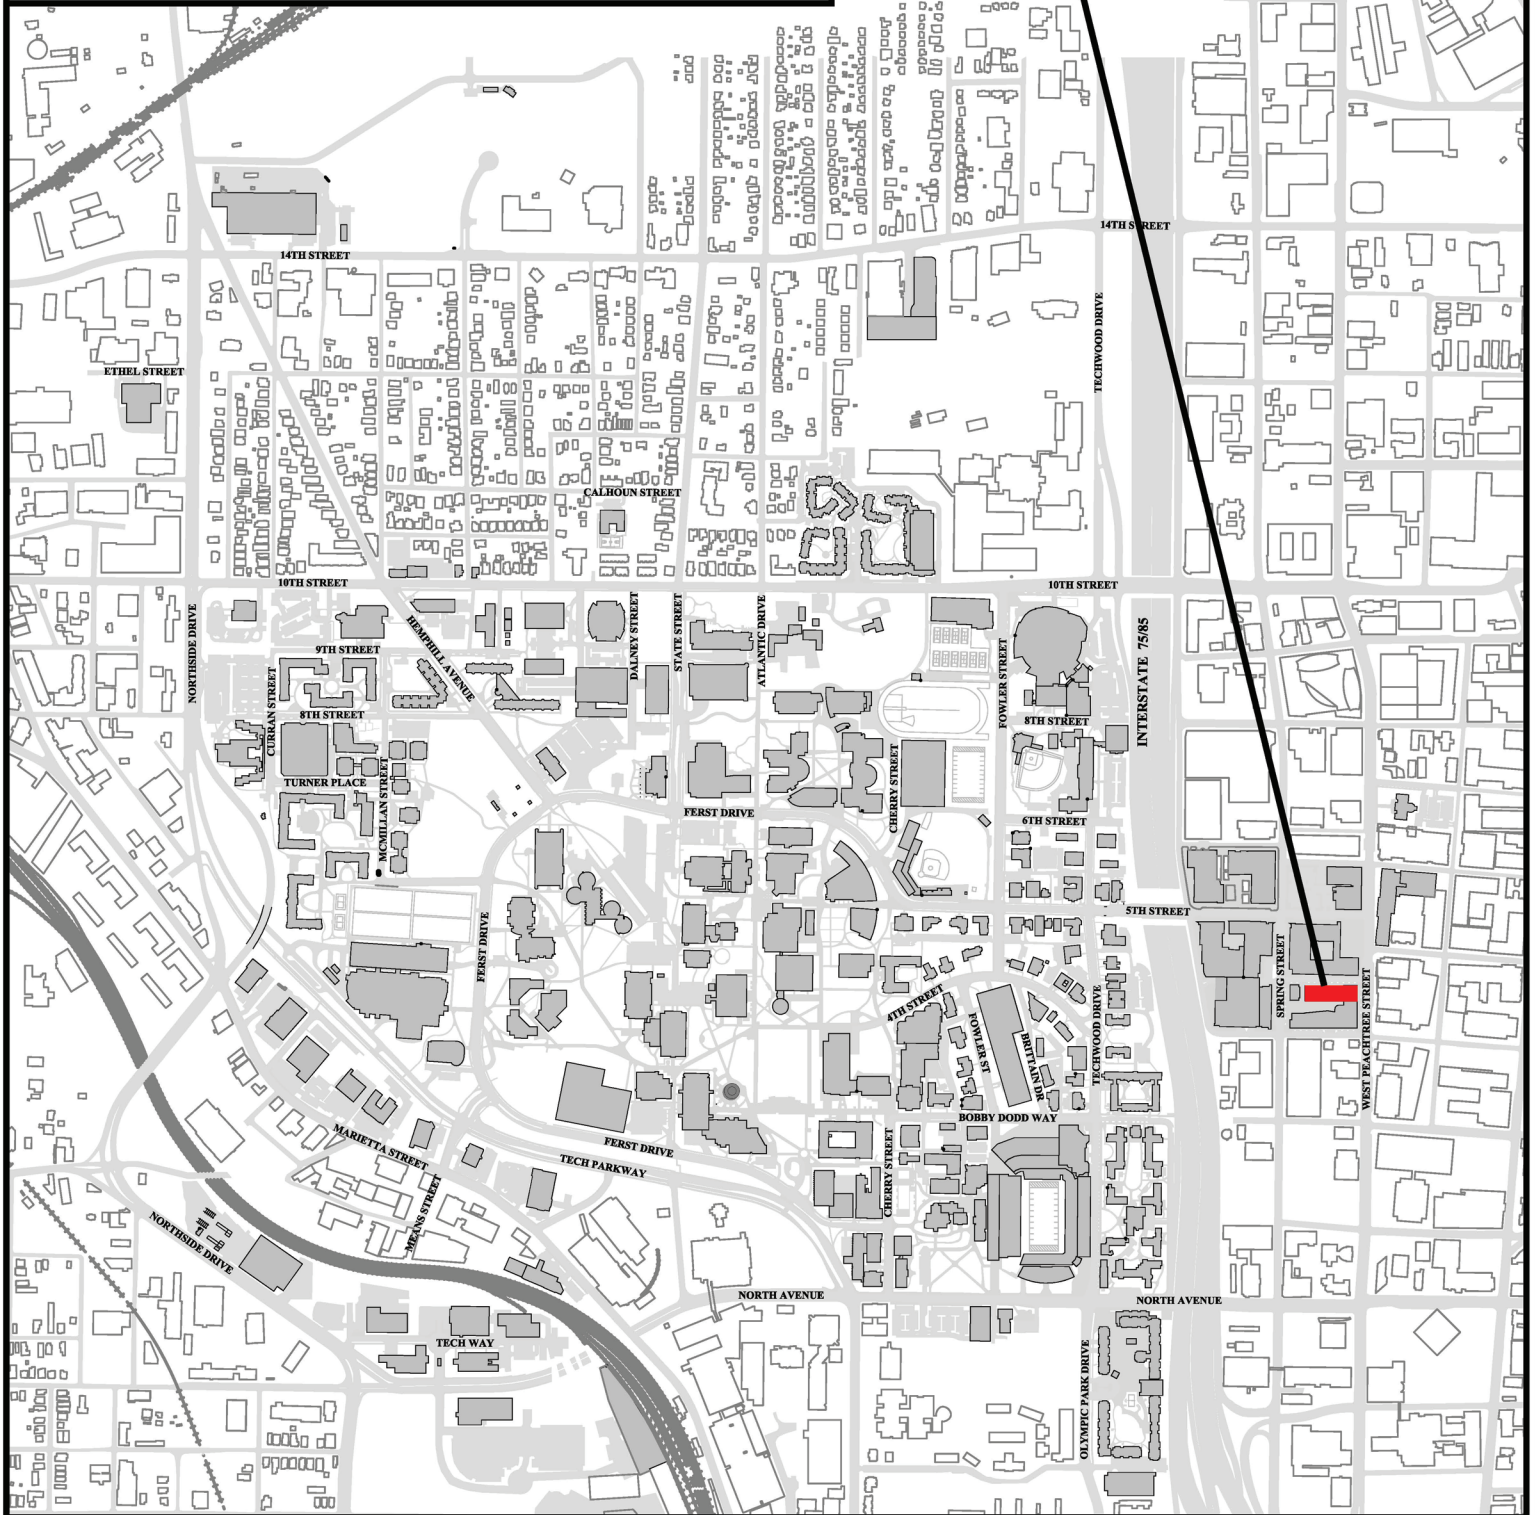 14TH STREET
14TH STREET
TECHWOOD DRIVE
ETHEL STREET
CALHOUN STREET
10TH STREET
10TH STREET
NORTHSIDE DRIVE
HEMPHILL AVENUE
DALNEY STREET
STATE STREET
ATLANTIC DRIVE
FOWLER STREET
INTERSTATE 75/85
9TH STREET
CURRAN STREET
8TH STREET
8TH STREET
TURNER PLACE
MCMILLAN STREET
CHERRY STREET
FERST DRIVE
6TH STREET
5TH STREET
FERST DRIVE
SPRING STREET
WEST PEACHTREE STREET
4TH STREET
FOWLER ST
BRITTAIN DR
TECHWOOD DRIVE
BOBBY DODD WAY
MARIETTA STREET
FERST DRIVE
TECH PARKWAY
CHERRY STREET
MEANS STREET
NORTHSIDE DRIVE
NORTH AVENUE
NORTH AVENUE
TECH WAY
OLYMPIC PARK DRIVE